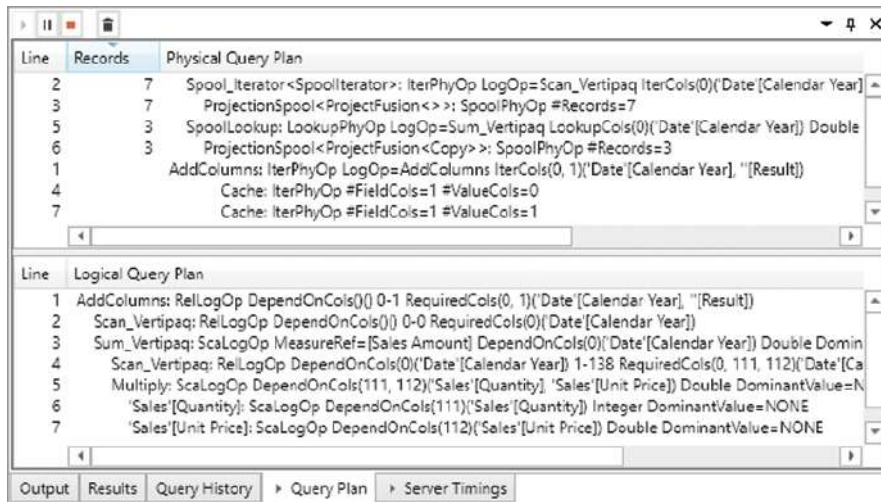 Line Records Physical Query Plan
2 7 Spool_Iterator<SpoolIterator>: IterPhyOp LogOp=Scan_Vertipaq IterCols(0)('Date'[Calendar Year]
3 7 ProjectionSpool<ProjectFusion<>>: SpoolPhyOp #Records=7
5 3 SpoolLookup: LookupPhyOp LogOp=Sum_Vertipaq LookupCols(0)('Date'[Calendar Year]) Double
6 3 ProjectionSpool<ProjectFusion<Copy>>: SpoolPhyOp #Records=3
1 AddColumns: IterPhyOp LogOp=AddColumns IterCols(0, 1)('Date'[Calendar Year], ''[Result])
4 Cache: IterPhyOp #FieldCols=1 #ValueCols=0
7 Cache: IterPhyOp #FieldCols=1 #ValueCols=1
Line Logical Query Plan
1 AddColumns: RelLogOp DependOnCols()() 0-1 RequiredCols(0, 1)('Date'[Calendar Year], ''[Result])
2 Scan_Vertipaq: RelLogOp DependOnCols()() 0-0 RequiredCols(0)('Date'[Calendar Year])
3 Sum_Vertipaq: ScaLogOp MeasureRef=[Sales Amount] DependOnCols(0)('Date'[Calendar Year]) Double Domin
4 Scan_Vertipaq: RelLogOp DependOnCols(0)('Date'[Calendar Year]) 1-138 RequiredCols(0, 111, 112)('Date'[Ca
5 Multiply: ScaLogOp DependOnCols(111, 112)('Sales'[Quantity], 'Sales'[Unit Price]) Double DominantValue=N
6 'Sales'[Quantity]: ScaLogOp DependOnCols(111)('Sales'[Quantity]) Integer DominantValue=NONE
7 'Sales'[Unit Price]: ScaLogOp DependOnCols(112)('Sales'[Unit Price]) Double DominantValue=NONE
Output Results Query History Query Plan Server Timings